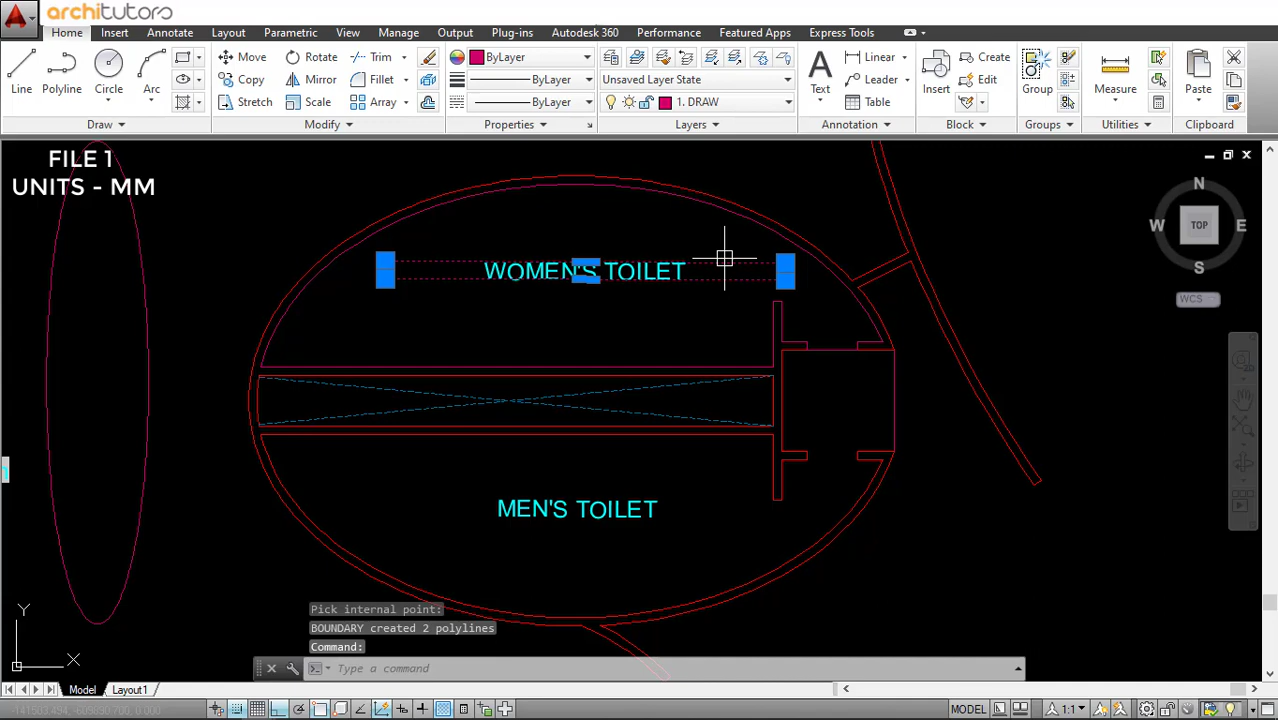 architutors
Home Insert Annotate Layout Parametric View Manage Output Plug-ins Autodesk 360 Performance Featured Apps Express Tools
Line Polyline Circle Arc
Move Rotate Trim
Copy Mirror Fillet
Stretch Scale Array
ByLayer
ByLayer
ByLayer
Unsaved Layer State
1. DRAW
Text Linear
Leader
Table
Insert Create
Edit
Group
Measure
Paste
Draw Modify Properties Layers Annotation Block Groups Utilities Clipboard
FILE 1
UNITS - MM
N
W TOP E
S
WCS
WOMEN'S TOILET
MEN'S TOILET
Pick internal point:
BOUNDARY created 2 polylines
Command:
Type a command
Y
X
Model Layout1
MODEL 1:1